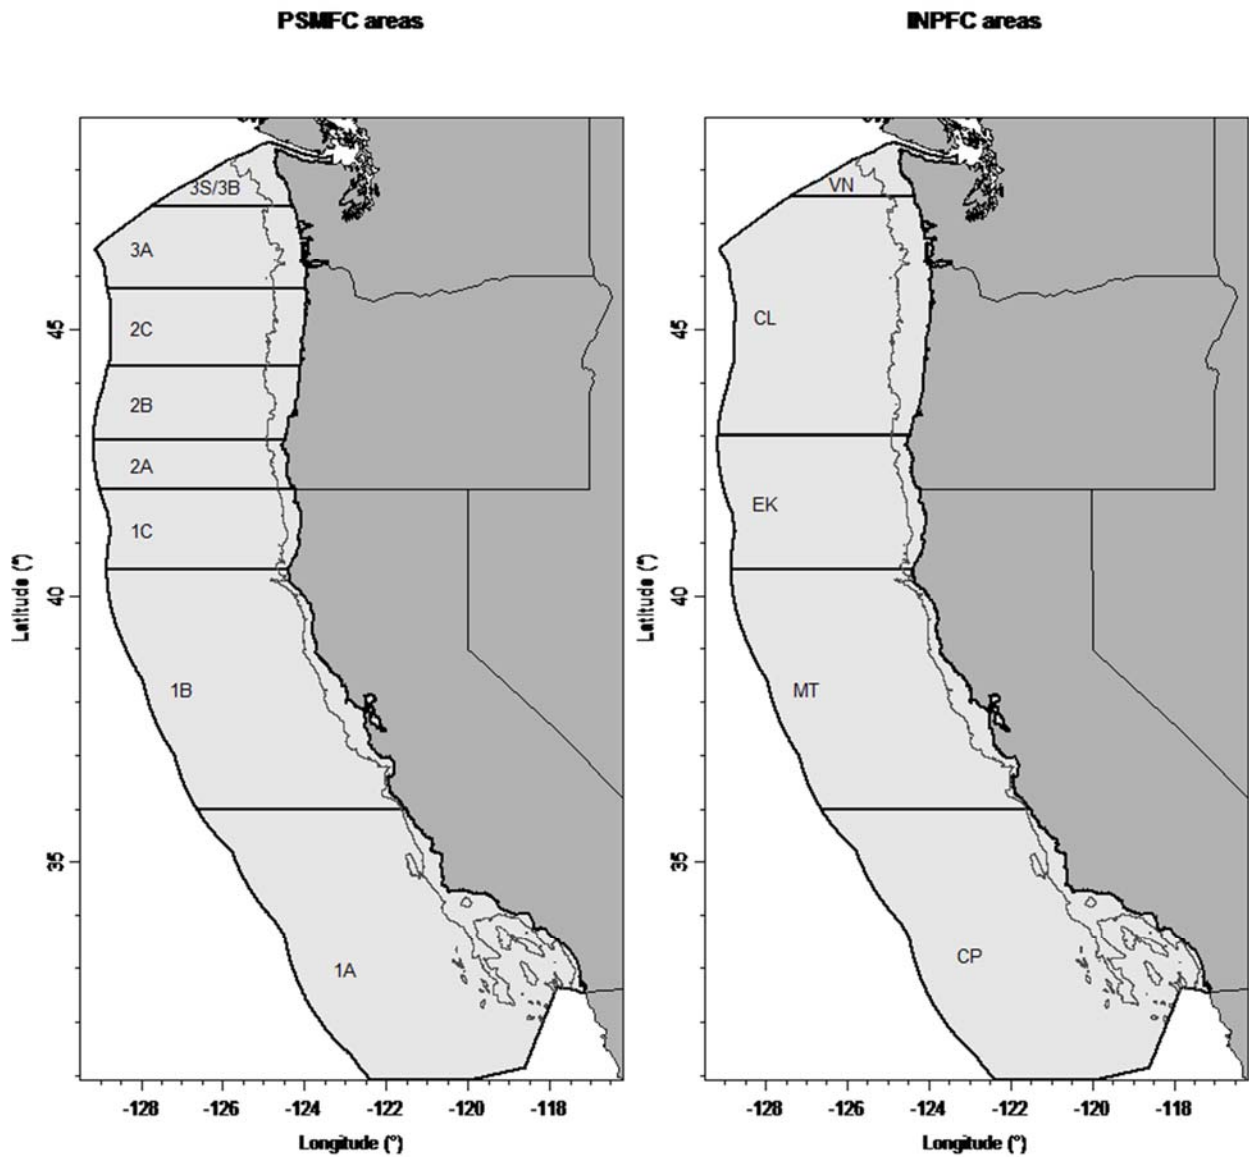 PSMFC areas
INPFC areas
3S/3B
3A
2C
2B
2A
1C
1B
1A
45
40
35
Latitude (°)
-128
-126
-124
-122
-120
-118
Longitude (°)
VN
CL
EK
MT
CP
45
40
35
Latitude (°)
-128
-126
-124
-122
-120
-118
Longitude (°)